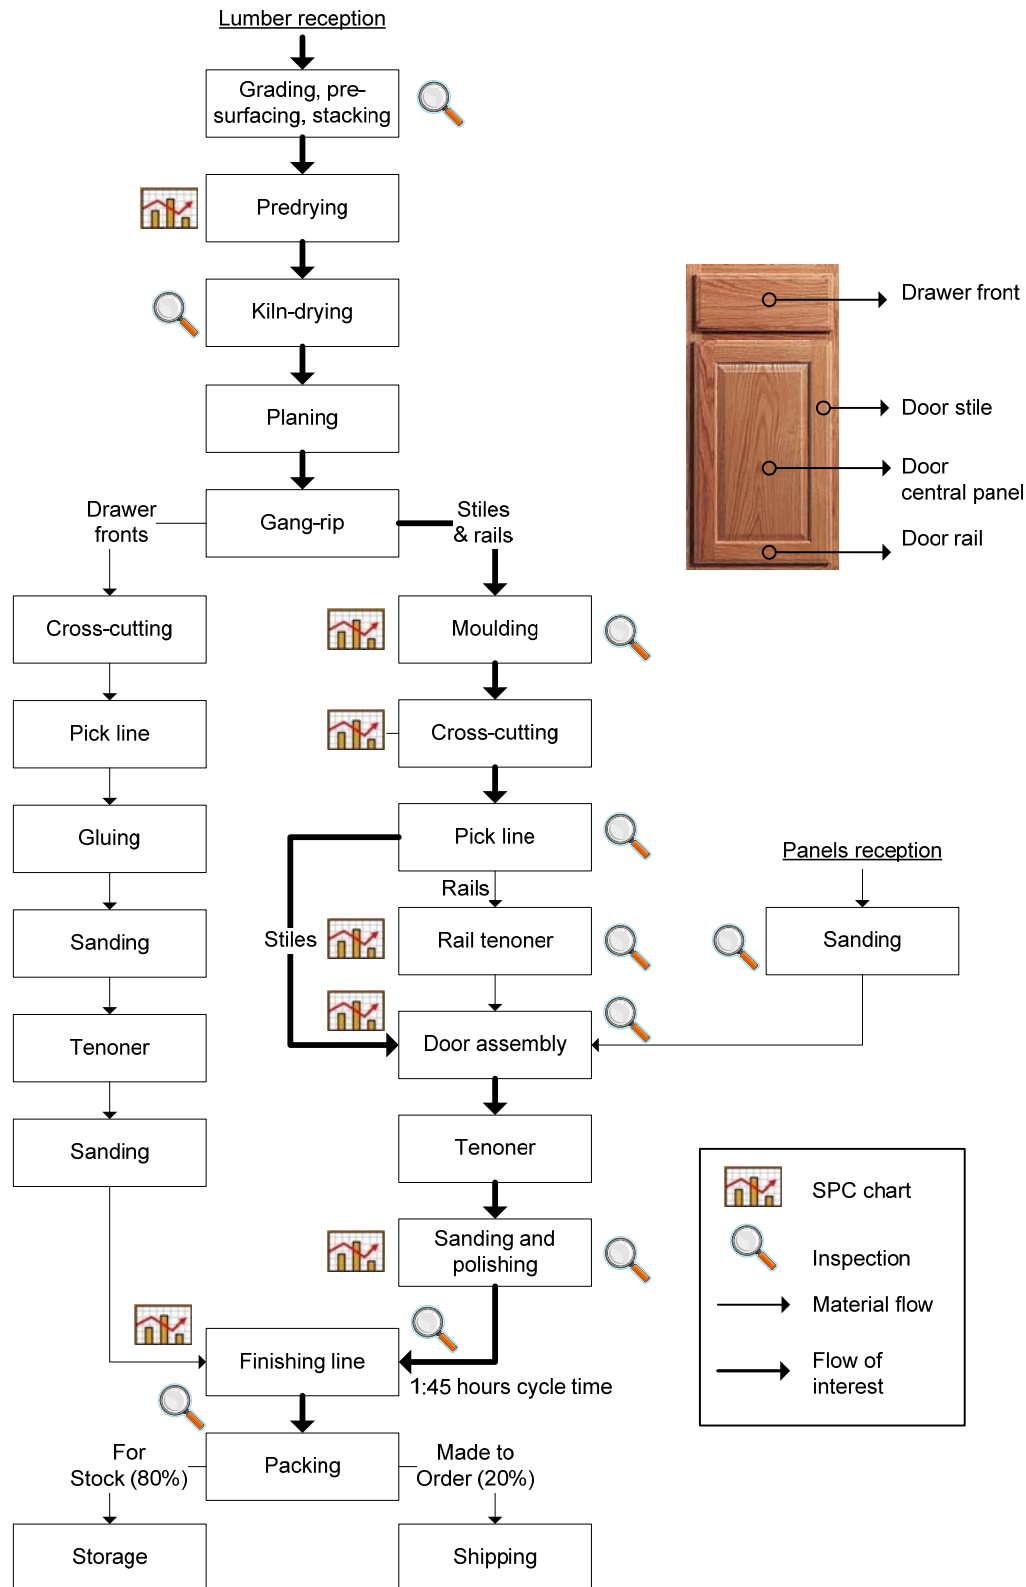 Lumber reception
Grading, pre-
surfacing, stacking
Predrying
Kiln-drying
Planing
Gang-rip
Drawer
fronts
Stiles
& rails
Drawer front
Door stile
Door
central panel
Door rail
Cross-cutting
Pick line
Gluing
Sanding
Tenoner
Sanding
Moulding
Cross-cutting
Pick line
Rails
Stiles
Rail tenoner
Panels reception
Sanding
Door assembly
Tenoner
Sanding and
polishing
Finishing line
1:45 hours cycle time
Packing
For
Stock (80%)
Made to
Order (20%)
Storage
Shipping
SPC chart
Inspection
Material flow
Flow of
interest